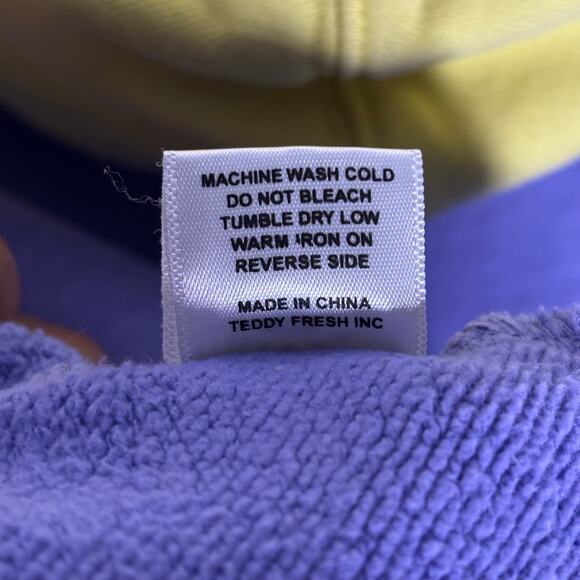 MACHINE WASH COLD
DO NOT BLEACH
TUMBLE DRY LOW
WARM IRON ON
REVERSE SIDE
MADE IN CHINA
TEDDY FRESH INC